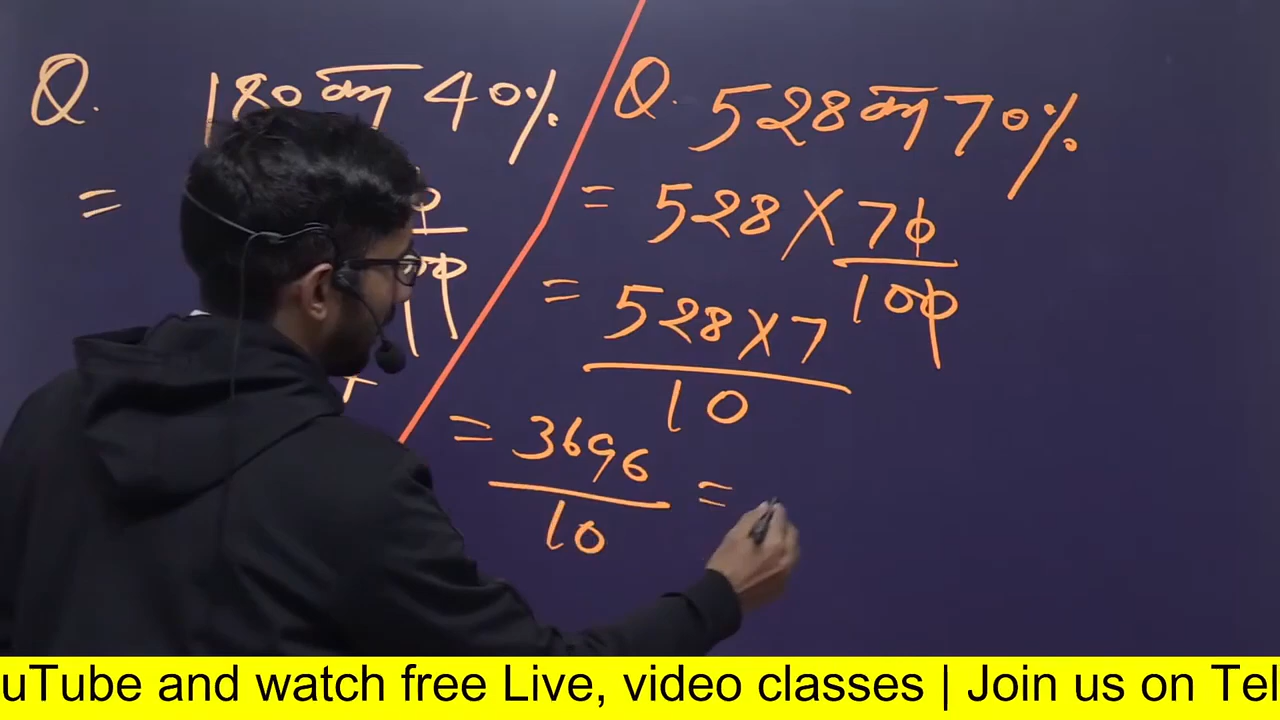 Q. 180 का 40%
=
Q. 528 का 70%
= 528 X 70
100
= 528 X 7
10
= 3696
10
=
uTube and watch free Live, video classes | Join us on Tel